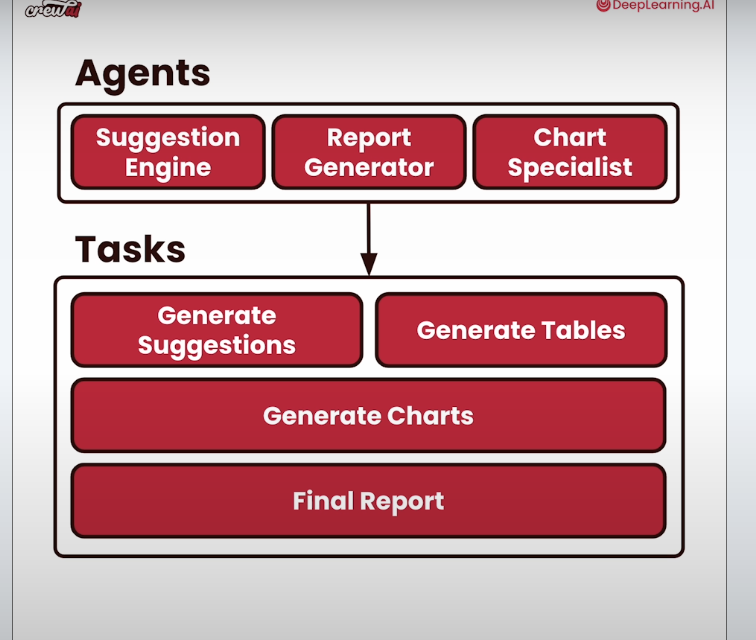 crewai
DeepLearning.AI
Agents
Suggestion
Engine
Report
Generator
Chart
Specialist
Tasks
Generate
Suggestions
Generate Tables
Generate Charts
Final Report